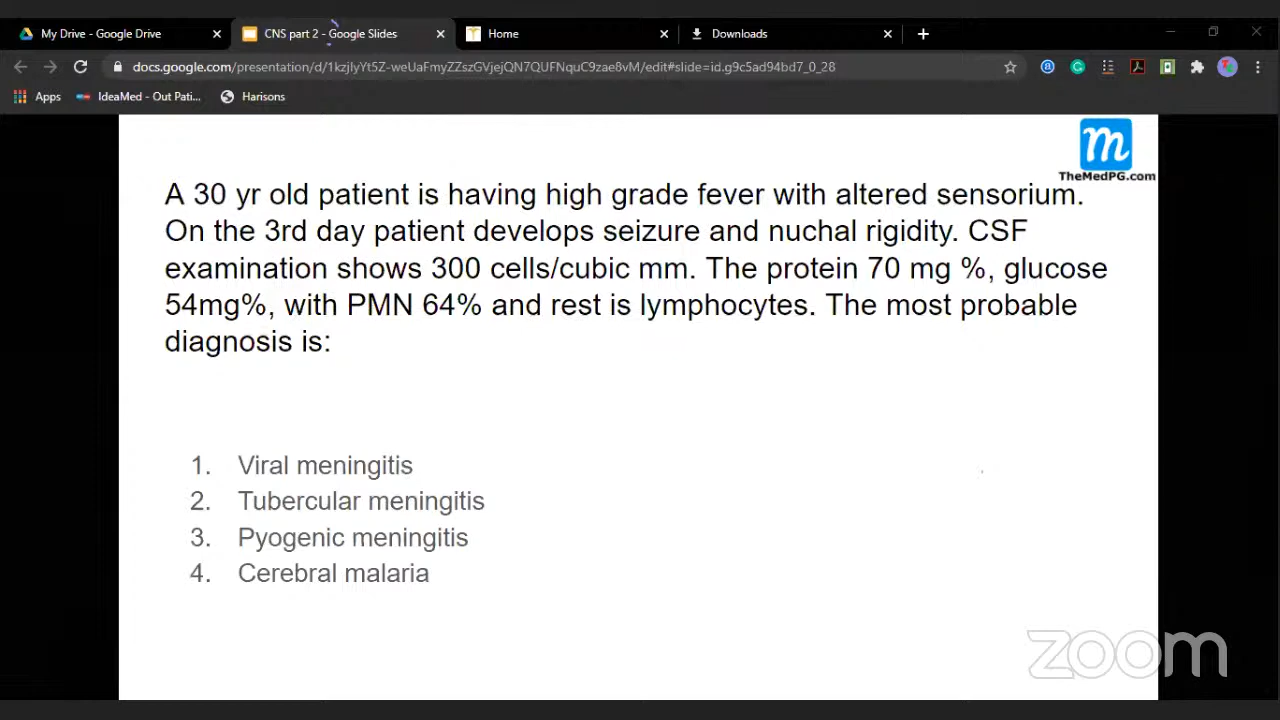 My Drive - Google Drive
CNS part 2 - Google Slides
Home
Downloads
docs.google.com/presentation/d/1kzjlyYt5Z-weUaFmyZZszGVjejQN7QUFNquC9zae8vM/edit#slide=id.g9c5ad94bd7_0_28
Apps
IdeaMed - Out Pati...
Harisons
m
TheMedPG.com
A 30 yr old patient is having high grade fever with altered sensorium.
On the 3rd day patient develops seizure and nuchal rigidity. CSF
examination shows 300 cells/cubic mm. The protein 70 mg %, glucose
54mg%, with PMN 64% and rest is lymphocytes. The most probable
diagnosis is:
1. Viral meningitis
2. Tubercular meningitis
3. Pyogenic meningitis
4. Cerebral malaria
zoom